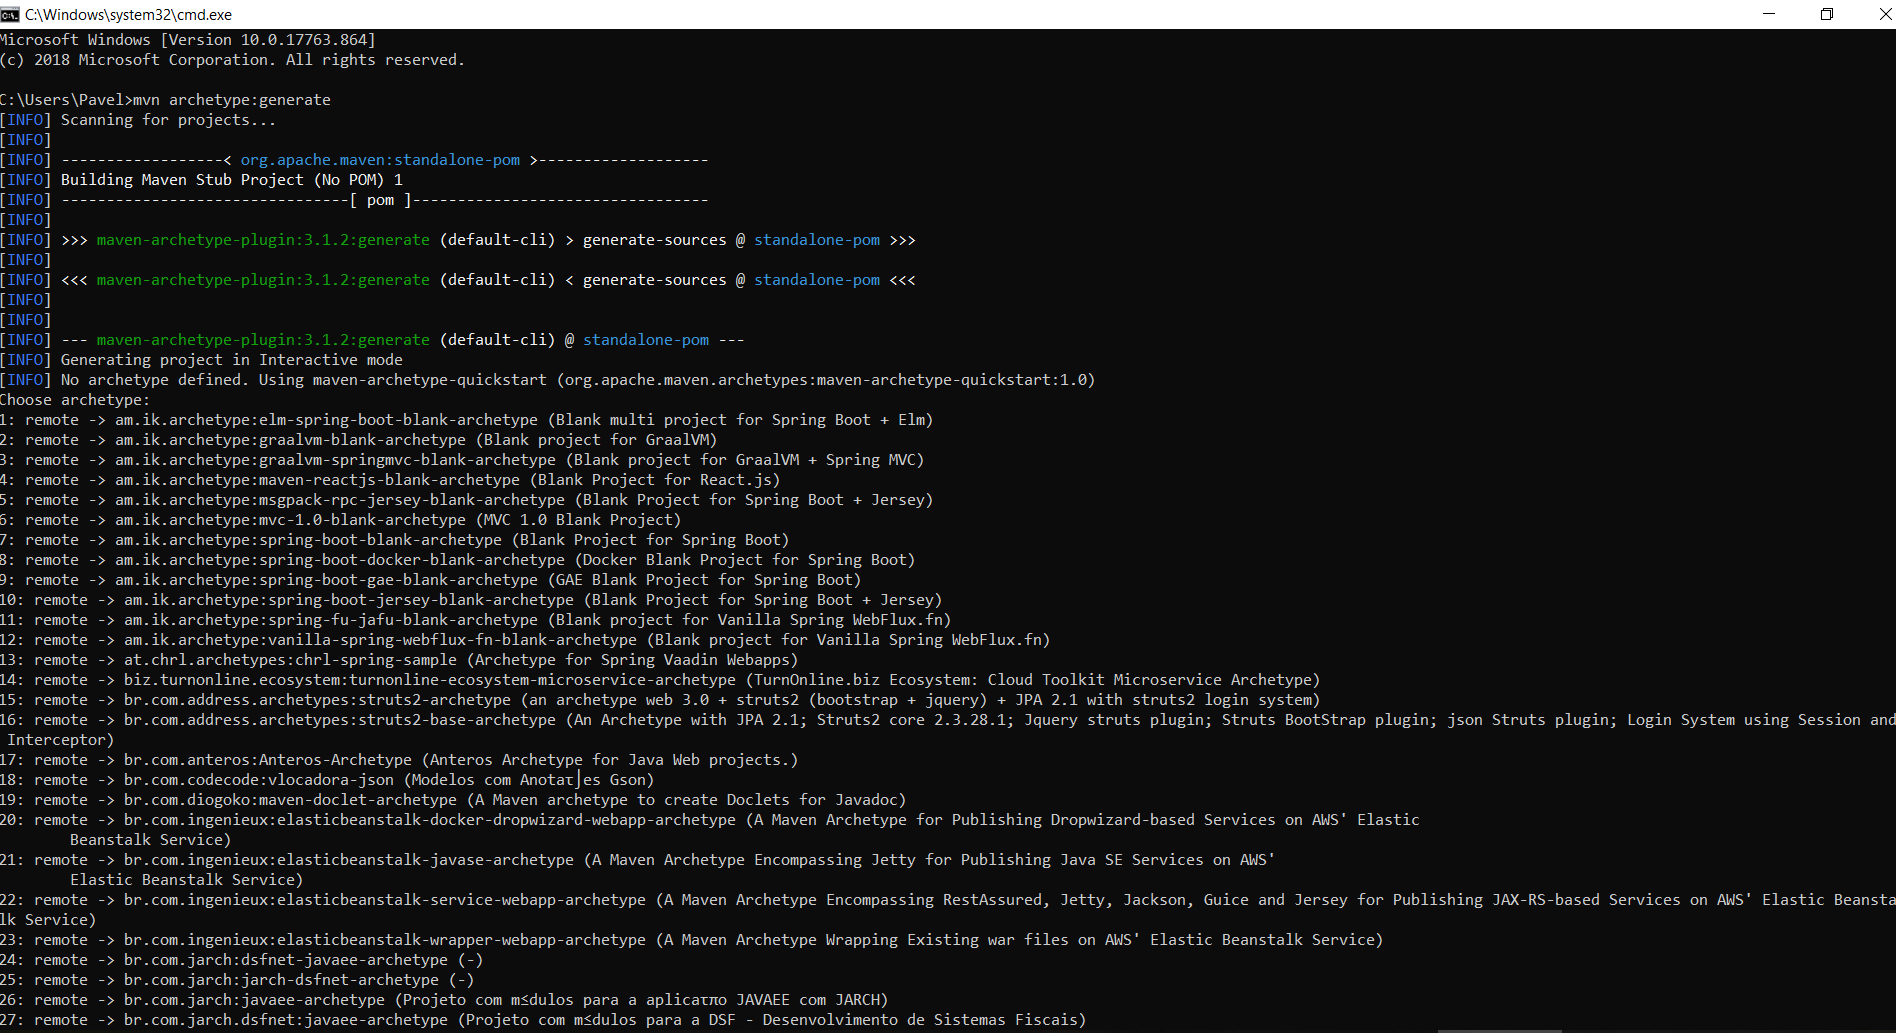 C:\Windows\system32\cmd.exe
Microsoft Windows [Version 10.0.17763.864]
(c) 2018 Microsoft Corporation. All rights reserved.
C:\Users\Pavel>mvn archetype:generate
[INFO] Scanning for projects...
[INFO]
[INFO] ------------------< org.apache.maven:standalone-pom >-------------------
[INFO] Building Maven Stub Project (No POM) 1
[INFO] --------------------------------[ pom ]---------------------------------
[INFO]
[INFO] >>> maven-archetype-plugin:3.1.2:generate (default-cli) > generate-sources @ standalone-pom >>>
[INFO]
[INFO] <<< maven-archetype-plugin:3.1.2:generate (default-cli) < generate-sources @ standalone-pom <<<
[INFO]
[INFO]
[INFO] --- maven-archetype-plugin:3.1.2:generate (default-cli) @ standalone-pom ---
[INFO] Generating project in Interactive mode
[INFO] No archetype defined. Using maven-archetype-quickstart (org.apache.maven.archetypes:maven-archetype-quickstart:1.0)
Choose archetype:
1: remote -> am.ik.archetype:elm-spring-boot-blank-archetype (Blank multi project for Spring Boot + Elm)
2: remote -> am.ik.archetype:graalvm-blank-archetype (Blank project for GraalVM)
3: remote -> am.ik.archetype:graalvm-springmvc-blank-archetype (Blank project for GraalVM + Spring MVC)
4: remote -> am.ik.archetype:maven-reactjs-blank-archetype (Blank Project for React.js)
5: remote -> am.ik.archetype:msgpack-rpc-jersey-blank-archetype (Blank Project for Spring Boot + Jersey)
6: remote -> am.ik.archetype:mvc-1.0-blank-archetype (MVC 1.0 Blank Project)
7: remote -> am.ik.archetype:spring-boot-blank-archetype (Blank Project for Spring Boot)
8: remote -> am.ik.archetype:spring-boot-docker-blank-archetype (Docker Blank Project for Spring Boot)
9: remote -> am.ik.archetype:spring-boot-gae-blank-archetype (GAE Blank Project for Spring Boot)
10: remote -> am.ik.archetype:spring-boot-jersey-blank-archetype (Blank Project for Spring Boot + Jersey)
11: remote -> am.ik.archetype:spring-fu-jafu-blank-archetype (Blank project for Vanilla Spring WebFlux.fn)
12: remote -> am.ik.archetype:vanilla-spring-webflux-fn-blank-archetype (Blank project for Vanilla Spring WebFlux.fn)
13: remote -> at.chrl.archetypes:chrl-spring-sample (Archetype for Spring Vaadin Webapps)
14: remote -> biz.turnonline.ecosystem:turnonline-ecosystem-microservice-archetype (TurnOnline.biz Ecosystem: Cloud Toolkit Microservice Archetype)
15: remote -> br.com.address.archetypes:struts2-archetype (an archetype web 3.0 + struts2 (bootstrap + jquery) + JPA 2.1 with struts2 login system)
16: remote -> br.com.address.archetypes:struts2-base-archetype (An Archetype with JPA 2.1; Struts2 core 2.3.28.1; Jquery struts plugin; Struts BootStrap plugin; json Struts plugin; Login System using Session and
 Interceptor)
17: remote -> br.com.anteros:Anteros-Archetype (Anteros Archetype for Java Web projects.)
18: remote -> br.com.codecode:vlocadora-json (Modelos com Anotaτ⌡es Gson)
19: remote -> br.com.diogoko:maven-doclet-archetype (A Maven archetype to create Doclets for Javadoc)
20: remote -> br.com.ingenieux:elasticbeanstalk-docker-dropwizard-webapp-archetype (A Maven Archetype for Publishing Dropwizard-based Services on AWS' Elastic
        Beanstalk Service)
21: remote -> br.com.ingenieux:elasticbeanstalk-javase-archetype (A Maven Archetype Encompassing Jetty for Publishing Java SE Services on AWS'
        Elastic Beanstalk Service)
22: remote -> br.com.ingenieux:elasticbeanstalk-service-webapp-archetype (A Maven Archetype Encompassing RestAssured, Jetty, Jackson, Guice and Jersey for Publishing JAX-RS-based Services on AWS' Elastic Beansta
lk Service)
23: remote -> br.com.ingenieux:elasticbeanstalk-wrapper-webapp-archetype (A Maven Archetype Wrapping Existing war files on AWS' Elastic Beanstalk Service)
24: remote -> br.com.jarch:dsfnet-javaee-archetype (-)
25: remote -> br.com.jarch:jarch-dsfnet-archetype (-)
26: remote -> br.com.jarch:javaee-archetype (Projeto com m≤dulos para a aplicaτπo JAVAEE com JARCH)
27: remote -> br.com.jarch.dsfnet:javaee-archetype (Projeto com m≤dulos para a DSF - Desenvolvimento de Sistemas Fiscais)